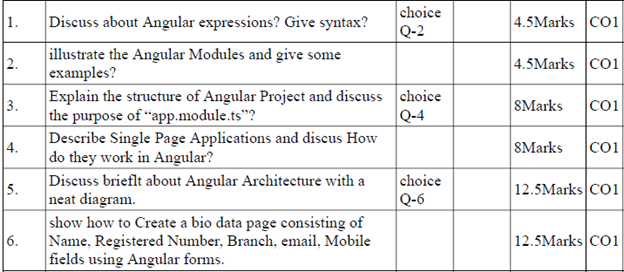 1. Discuss about Angular expressions? Give syntax? choice Q-2 4.5Marks CO1
2. illustrate the Angular Modules and give some
examples? 4.5Marks CO1
3. Explain the structure of Angular Project and discuss
the purpose of “app.module.ts”? choice Q-4 8Marks CO1
4. Describe Single Page Applications and discus How
do they work in Angular? 8Marks CO1
5. Discuss brieflt about Angular Architecture with a
neat diagram. choice Q-6 12.5Marks CO1
6. show how to Create a bio data page consisting of
Name, Registered Number, Branch, email, Mobile
fields using Angular forms. 12.5Marks CO1